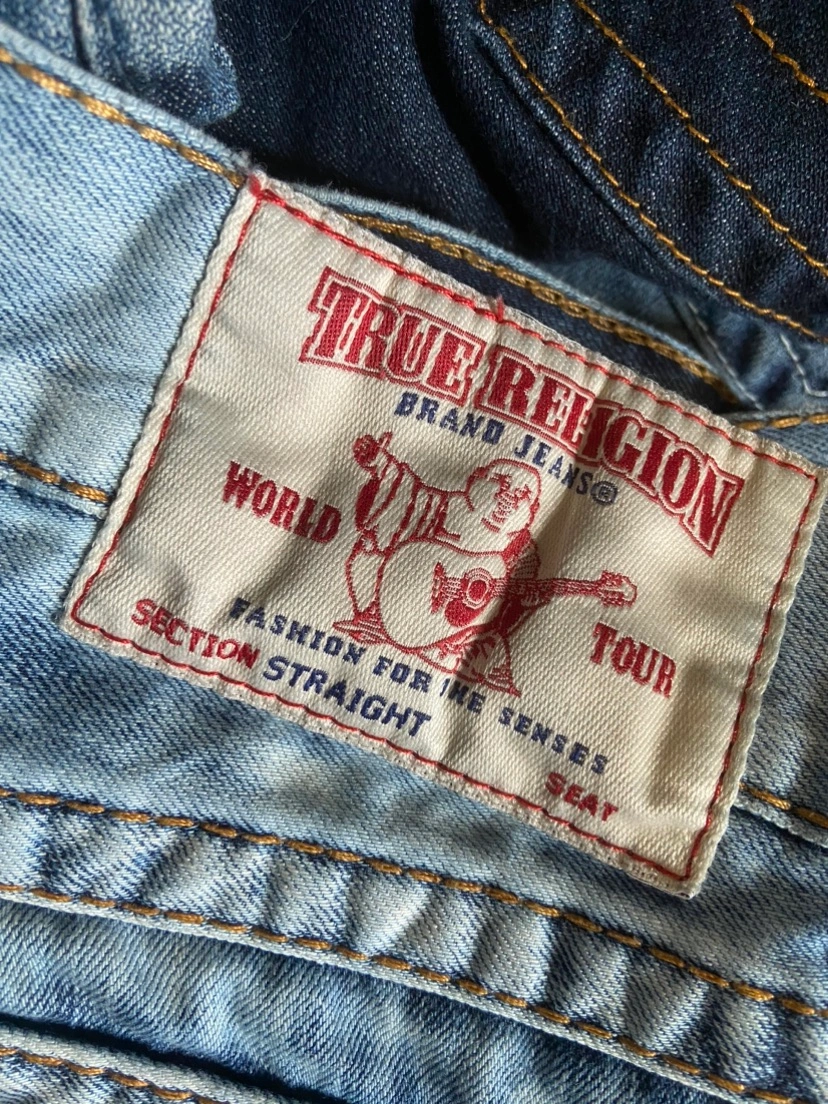 TRUE RELIGION
BRAND JEANS®
WORLD TOUR
FASHION FOR THE SENSES
SECTION STRAIGHT SEAT